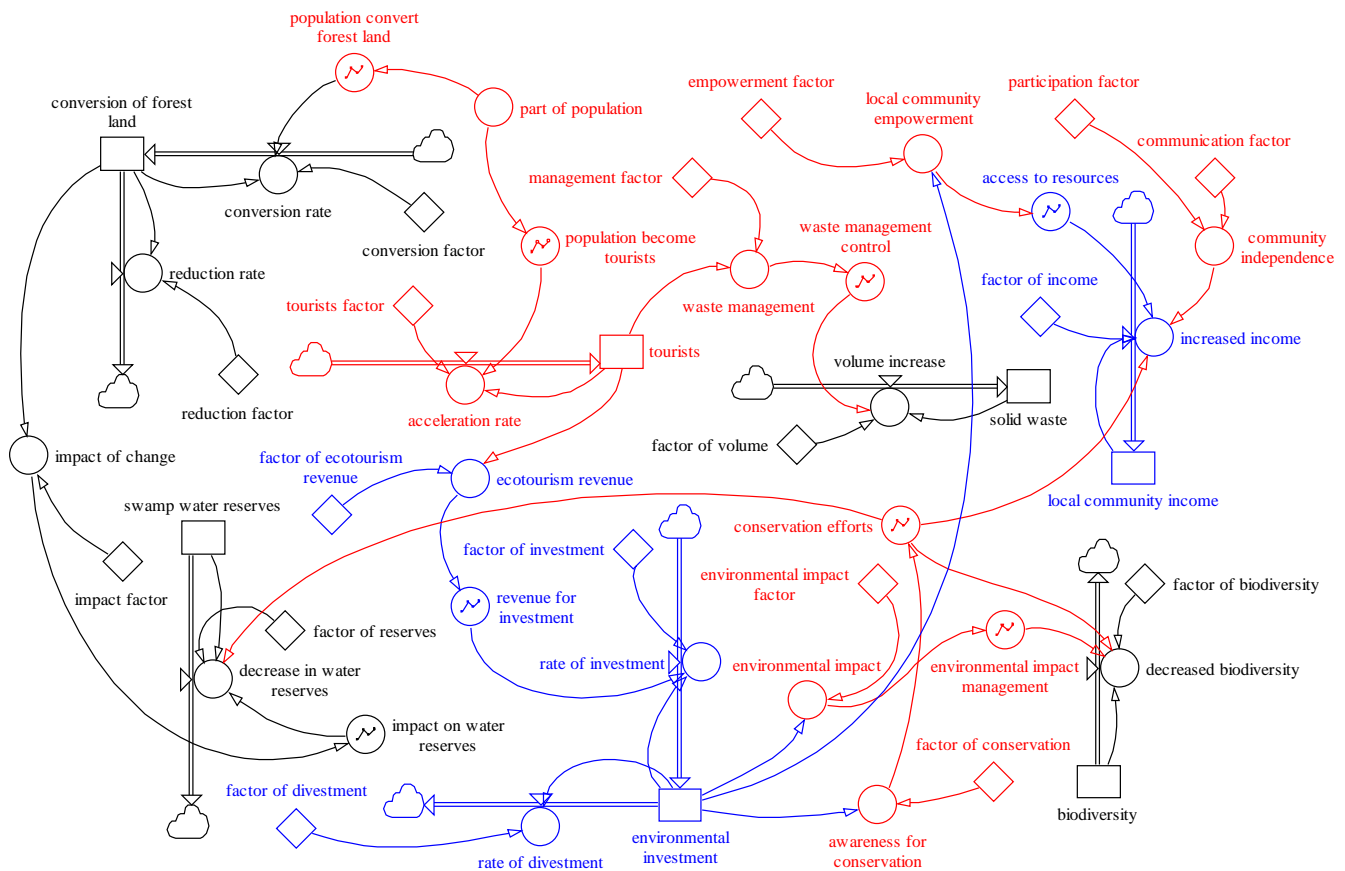 population convert
forest land
conversion of forest
land
part of population
empowerment factor
local community
empowerment
participation factor
communication factor
management factor
access to resources
conversion rate
conversion factor
waste management
control
population become
tourists
community
independence
reduction rate
factor of income
tourists factor
waste management
increased income
tourists
volume increase
reduction factor
acceleration rate
solid waste
factor of volume
impact of change
factor of ecotourism
revenue
ecotourism revenue
local community income
swamp water reserves
conservation efforts
factor of investment
environmental impact
factor
factor of biodiversity
impact factor
revenue for
investment
factor of reserves
rate of investment
environmental impact
environmental impact
management
decreased biodiversity
decrease in water
reserves
impact on water
reserves
factor of conservation
factor of divestment
biodiversity
environmental
investment
awareness for
conservation
rate of divestment